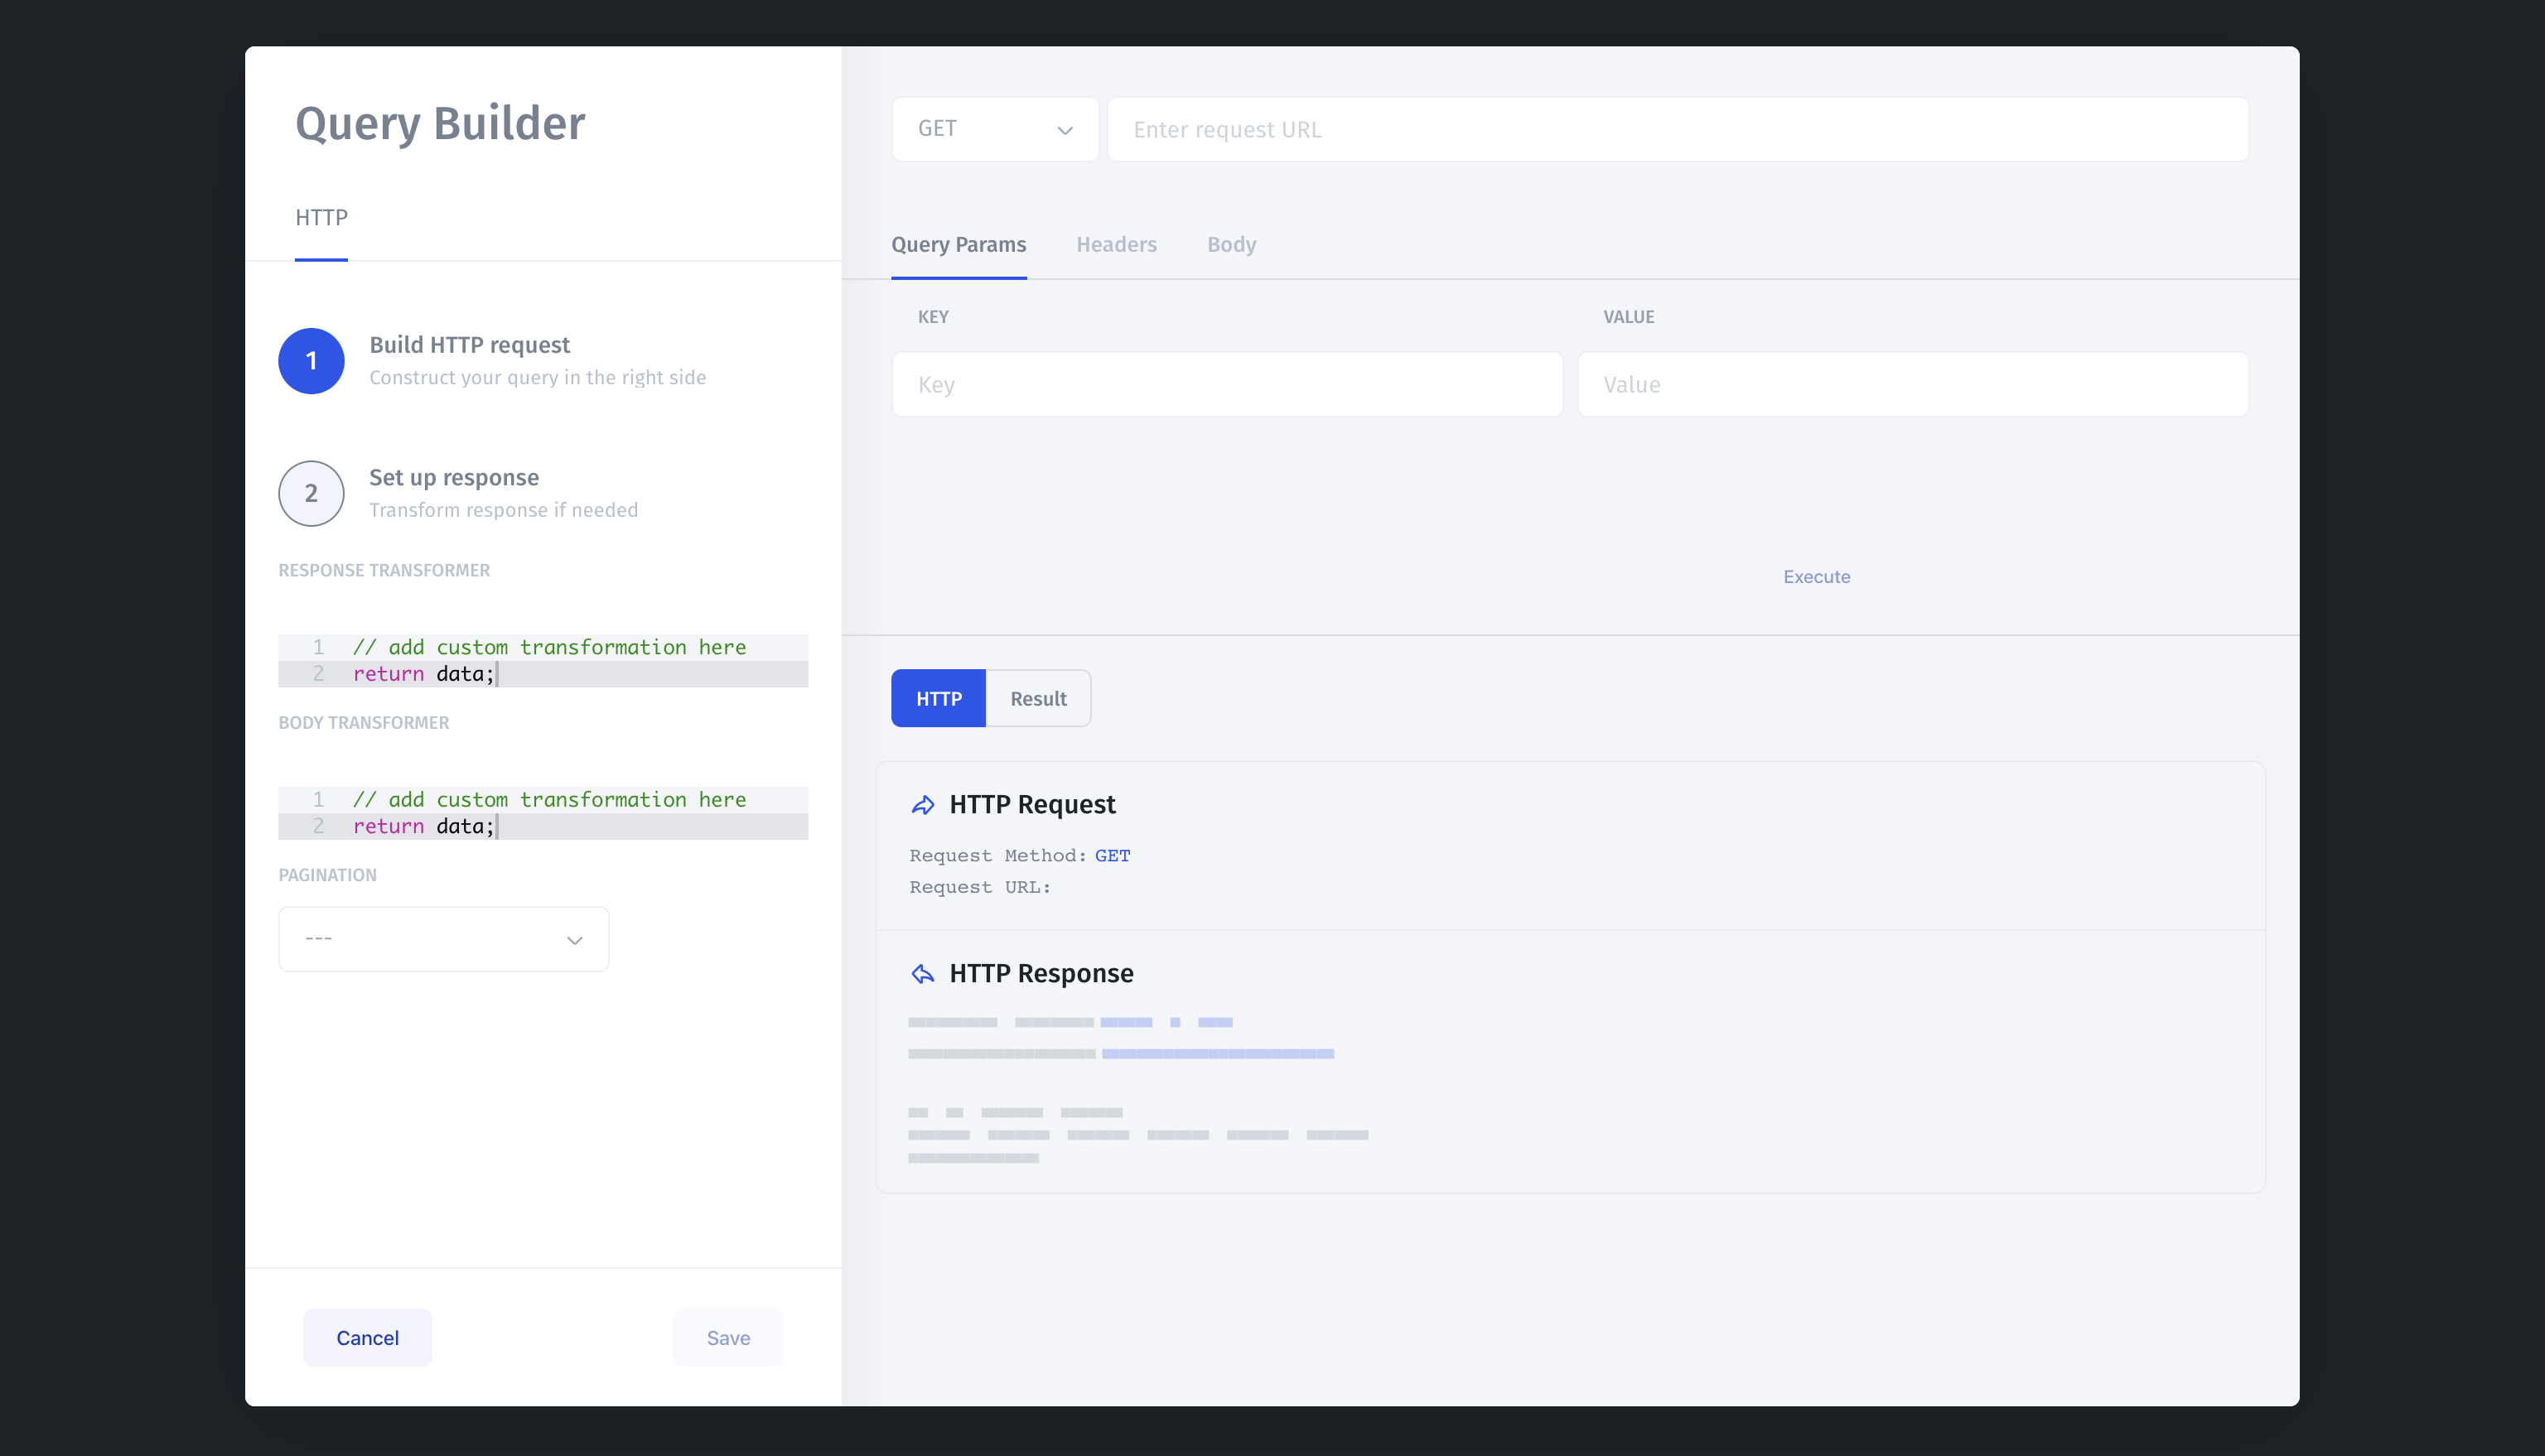 Query Builder
HTTP
1
Build HTTP request
Construct your query in the right side
2
Set up response
Transform response if needed
RESPONSE TRANSFORMER
1 // add custom transformation here
2 return data;
BODY TRANSFORMER
1 // add custom transformation here
2 return data;
PAGINATION
---
Cancel
Save
GET
Enter request URL
Query Params
Headers
Body
KEY
VALUE
Key
Value
Execute
HTTP
Result
HTTP Request
Request Method: GET
Request URL:
HTTP Response